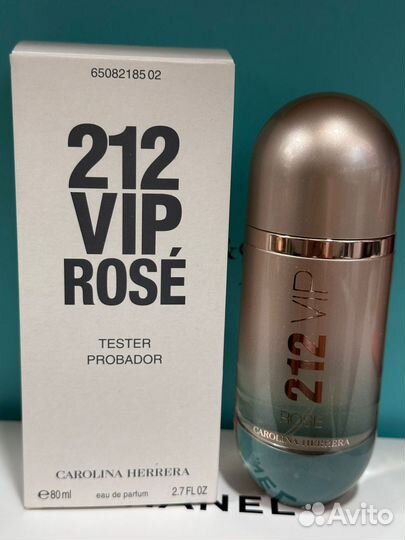 6508218502
212
VIP
ROSÉ
TESTER
PROBADOR
CAROLINA HERRERA
℮80 ml eau de parfum 2.7 FL OZ
212 VIP
ROSÉ
CAROLINA HERRERA
Avito